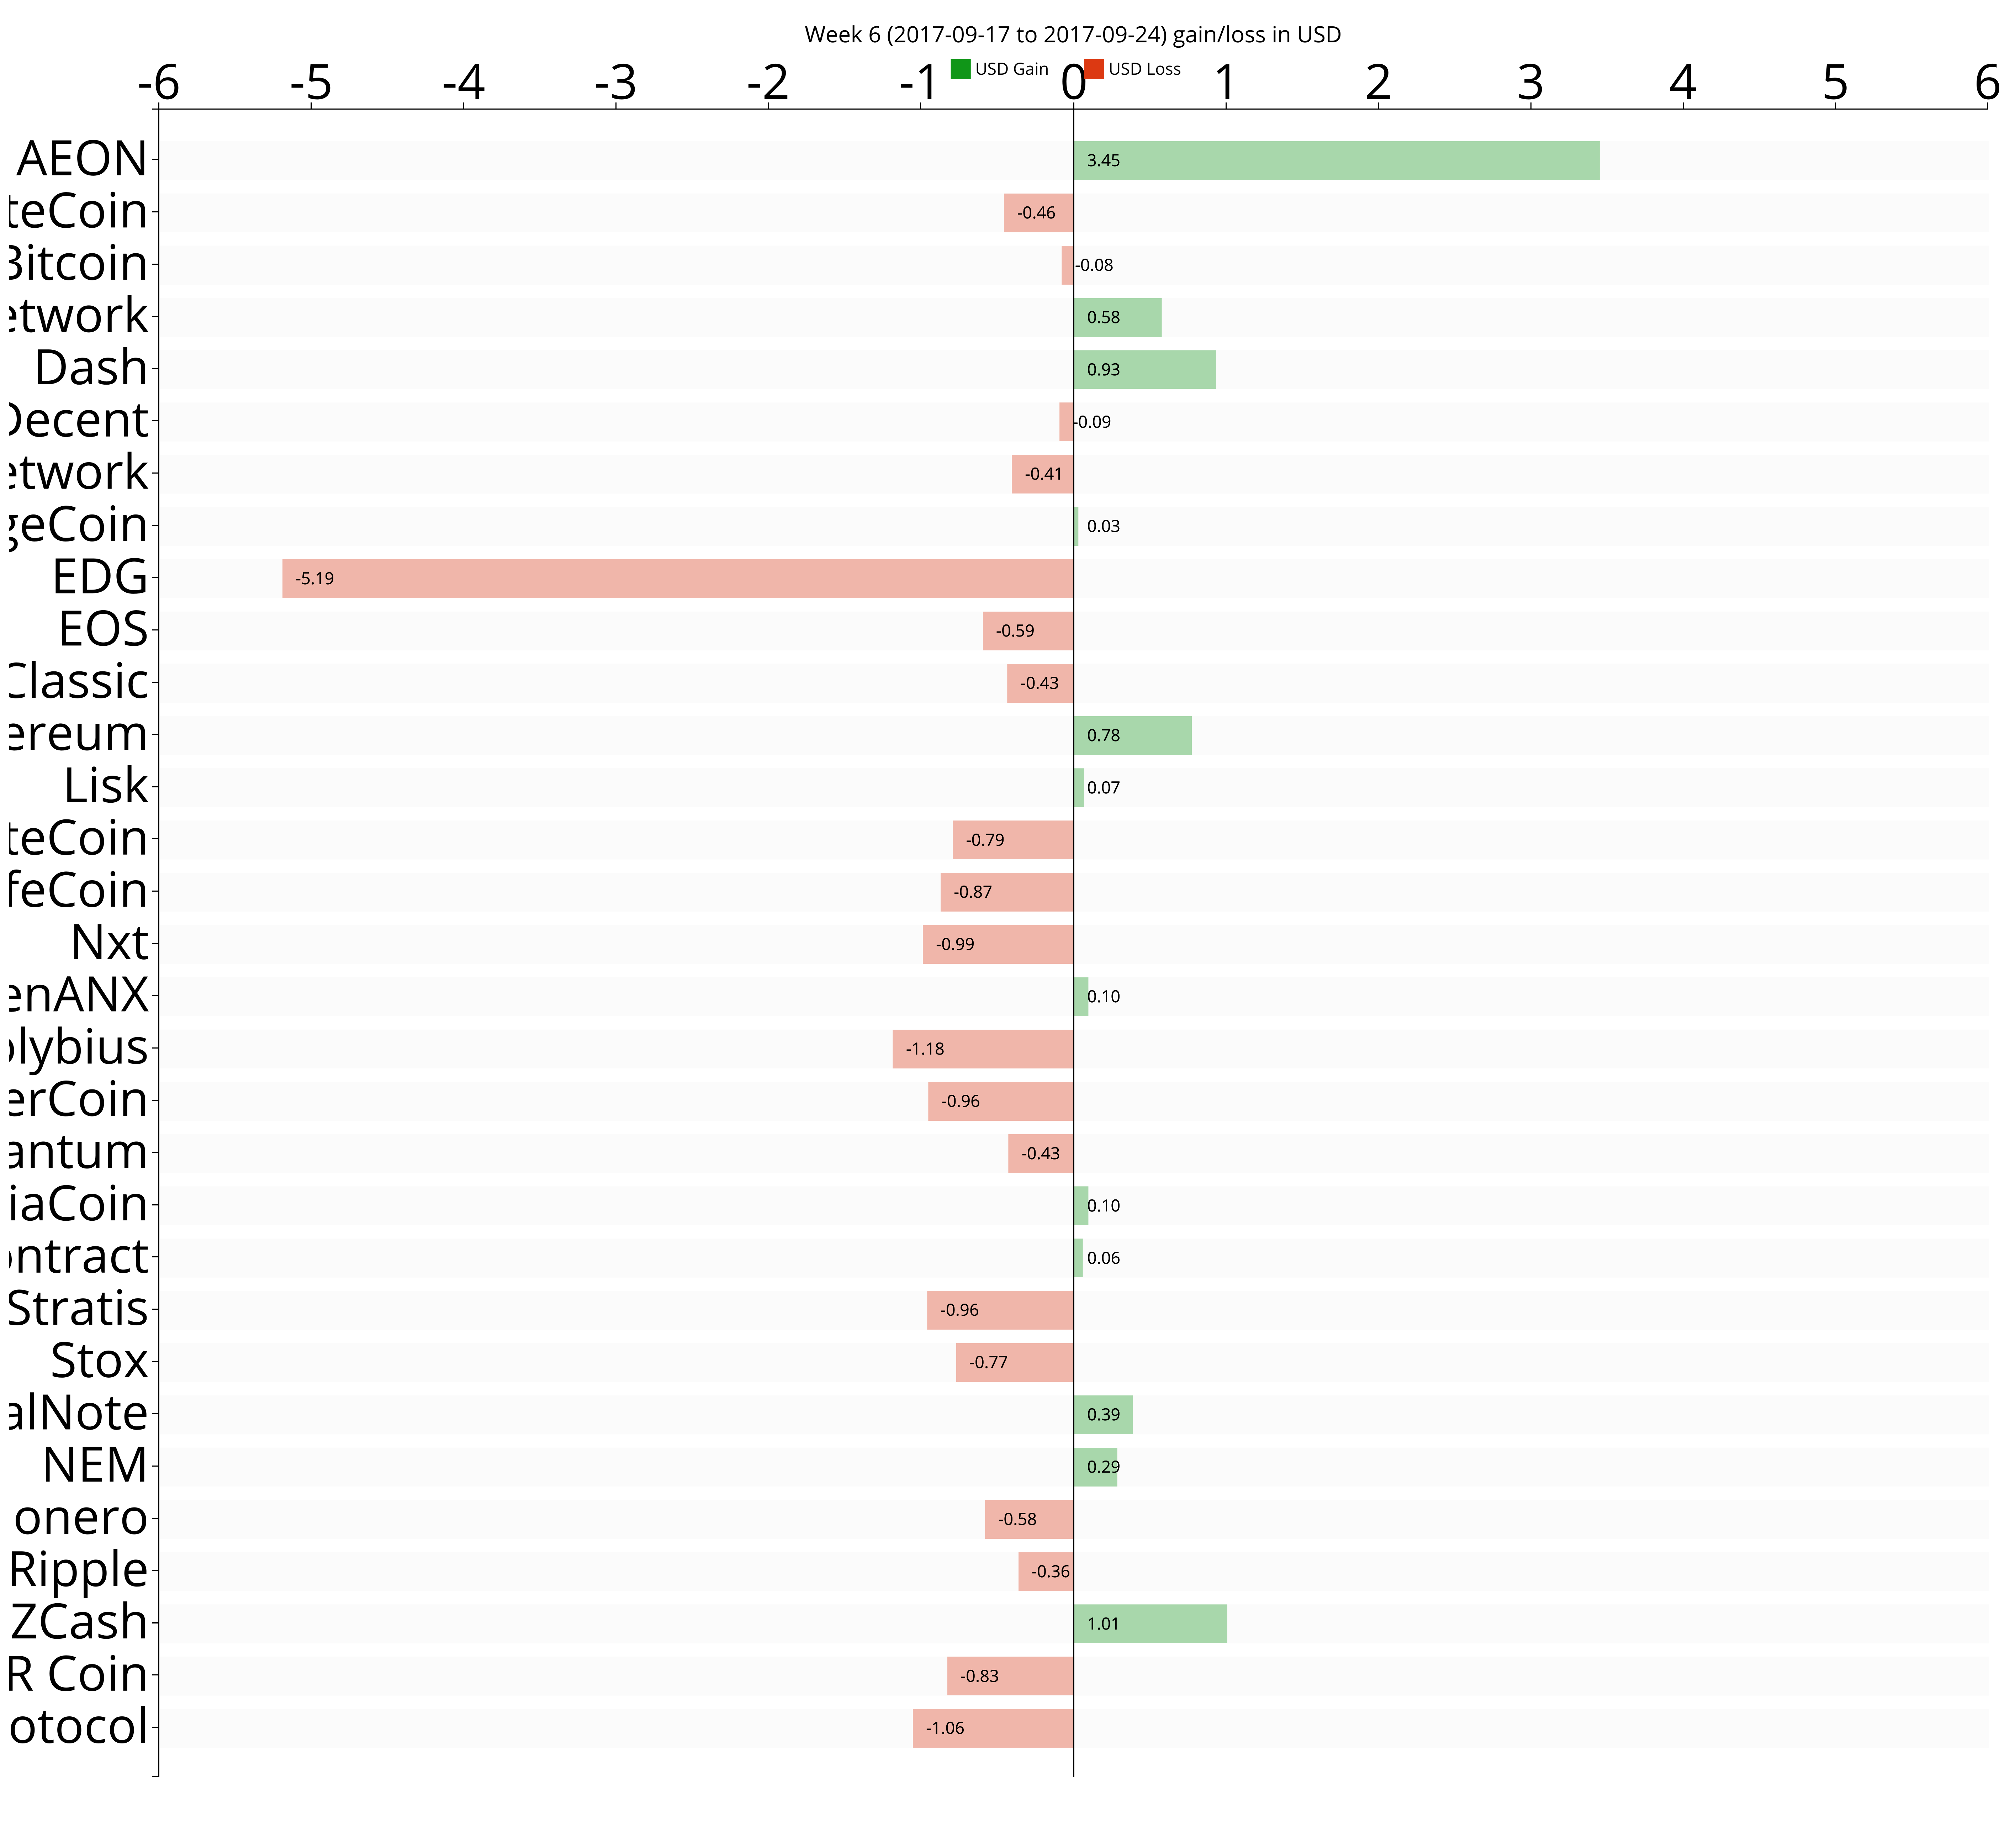 Week 6 (2017-09-17 to 2017-09-24) gain/loss in USD
USD Gain USD Loss
-6 -5 -4 -3 -2 -1 0 1 2 3 4 5 6
AEON 3.45
teCoin -0.46
Bitcoin -0.08
etwork 0.58
Dash 0.93
Decent -0.09
etwork -0.41
geCoin 0.03
EDG -5.19
EOS -0.59
Classic -0.43
ereum 0.78
Lisk 0.07
teCoin -0.79
feCoin -0.87
Nxt -0.99
enANX 0.10
olybius -1.18
erCoin -0.96
antum -0.43
iaCoin 0.10
ontract 0.06
Stratis -0.96
Stox -0.77
alNote 0.39
NEM 0.29
onero -0.58
Ripple -0.36
ZCash 1.01
R Coin -0.83
otocol -1.06